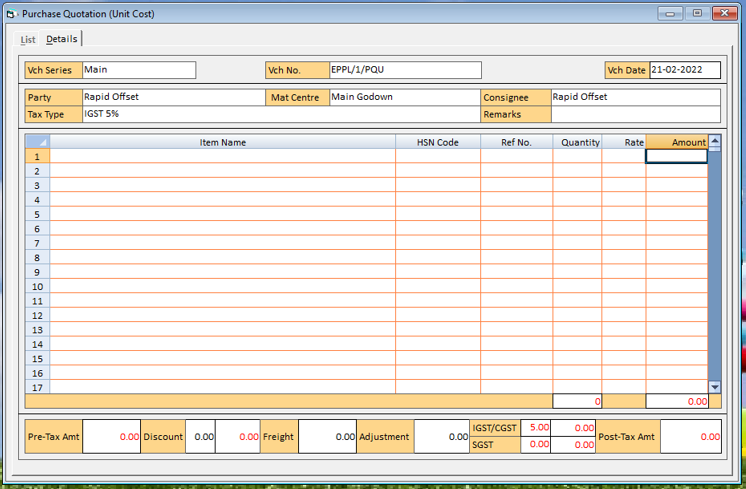 Purchase Quotation (Unit Cost)
List Details
Vch Series Main Vch No. EPPL/1/PQU Vch Date 21-02-2022
Party Rapid Offset Mat Centre Main Godown Consignee Rapid Offset
Tax Type IGST 5% Remarks
Item Name HSN Code Ref No. Quantity Rate Amount
1
2
3
4
5
6
7
8
9
10
11
12
13
14
15
16
17
0 0.00
Pre-Tax Amt 0.00 Discount 0.00 0.00 Freight 0.00 Adjustment 0.00 IGST/CGST 5.00 0.00 Post-Tax Amt 0.00
SGST 0.00 0.00